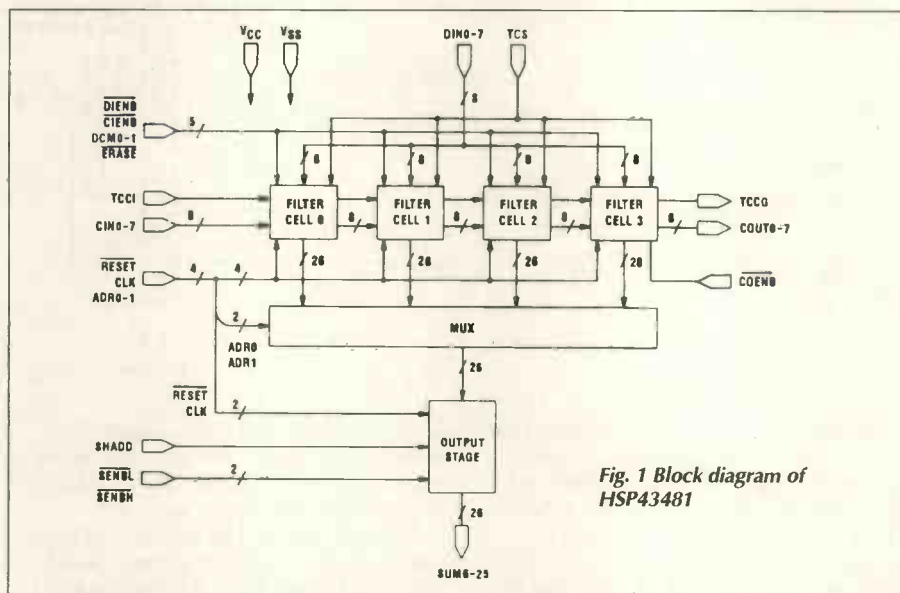 VCC VSS DIN0-7 TCS
8
DIENB
CIENB
DCM0-1
ERASE
5
8 8 8 8
TCCI
CIN0-7
8
FILTER CELL 0
8
FILTER CELL 1
8
FILTER CELL 2
8
FILTER CELL 3
8
TCCO
COUT0-7
26 26 26 26
RESET
CLK
ADR0-1
4 4
COENB
MUX
2
ADR0
ADR1
26
RESET
CLK
2
SHADD
OUTPUT
STAGE
SENBL
SENBH
2
26
SUM0-25
Fig. 1 Block diagram of
HSP43481